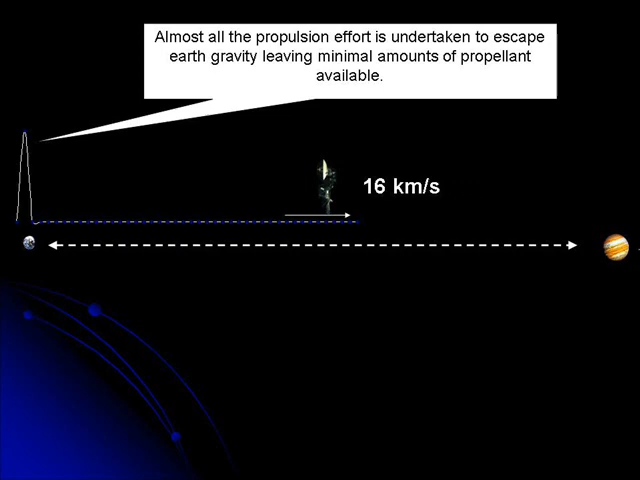 Almost all the propulsion effort is undertaken to escape
earth gravity leaving minimal amounts of propellant
available.
16 km/s